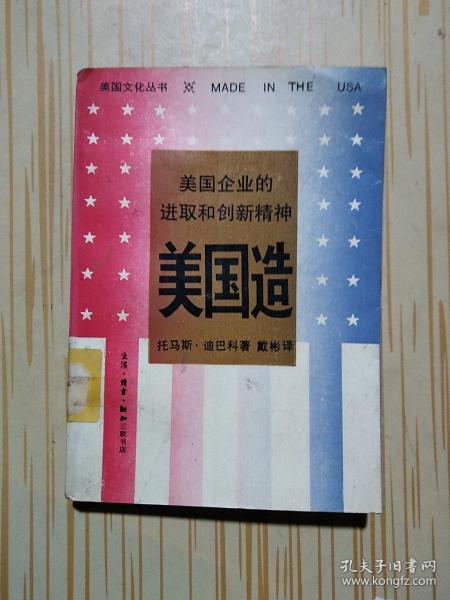 美国文化丛书 ※ MADE IN THE USA
美国企业的
进取和创新精神
美国造
托马斯·迪巴科著 戴彬译
生活·读书·新知三联书店
孔夫子旧书网
www.kongfz.com